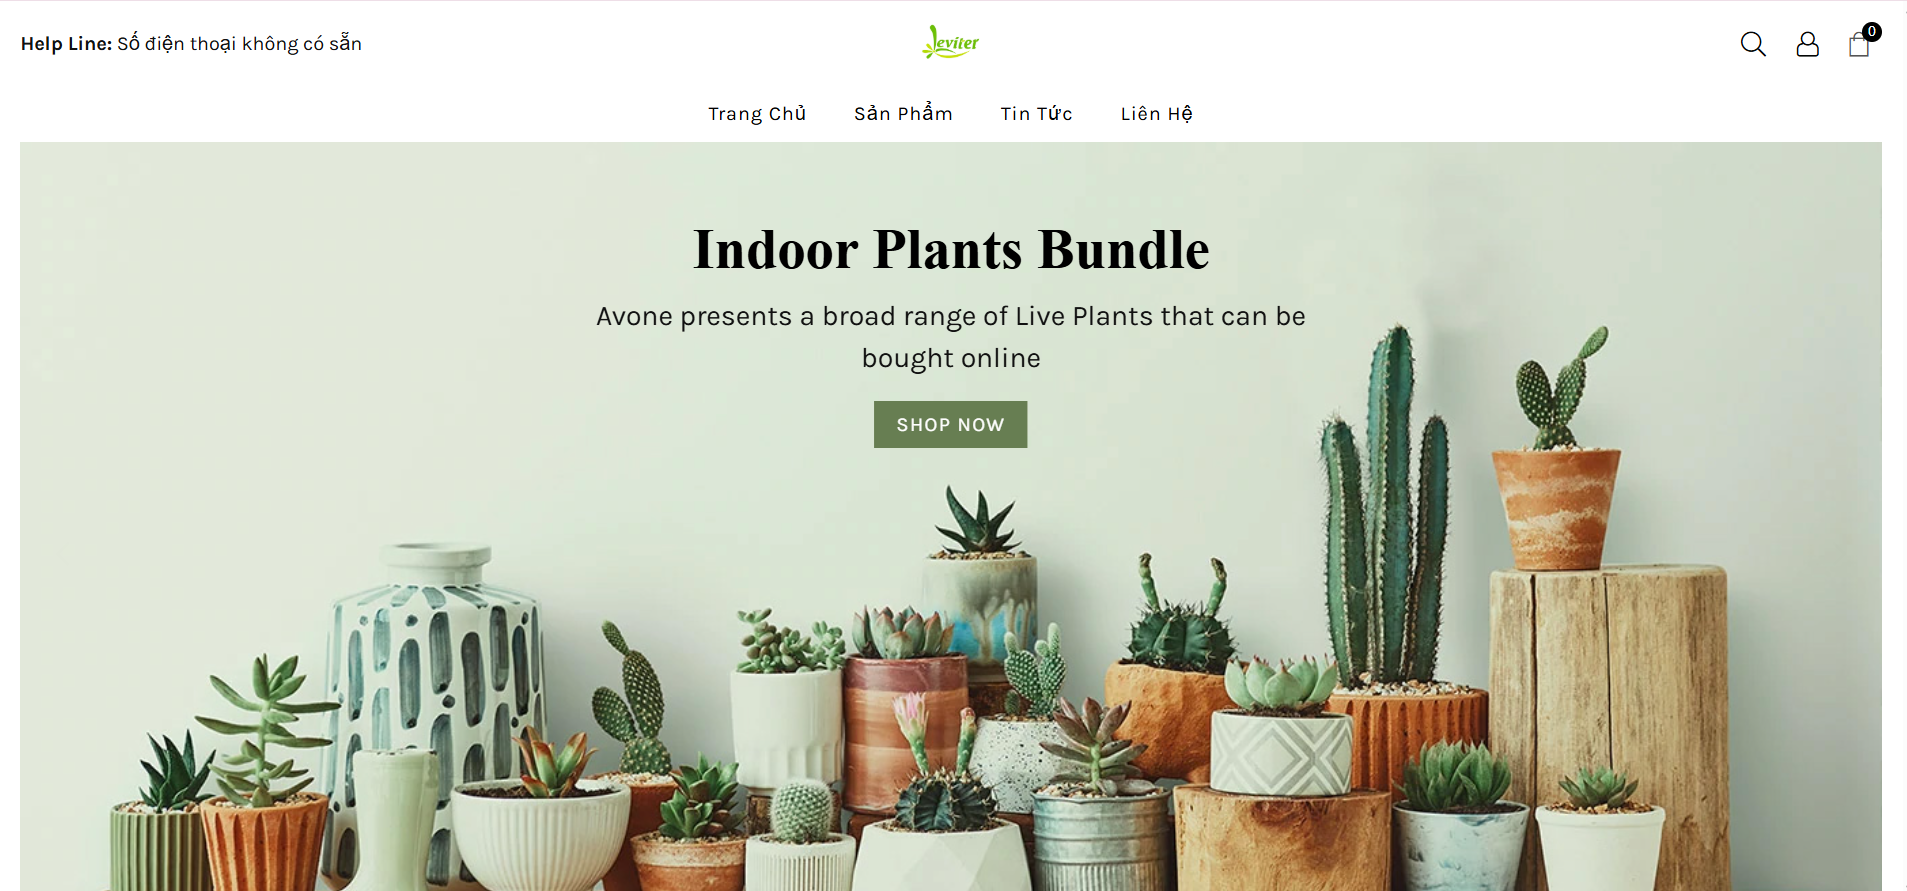 Help Line: Số điện thoại không có sẵn
Leviter
0
Trang Chủ Sản Phẩm Tin Tức Liên Hệ
Indoor Plants Bundle
Avone presents a broad range of Live Plants that can be
bought online
SHOP NOW